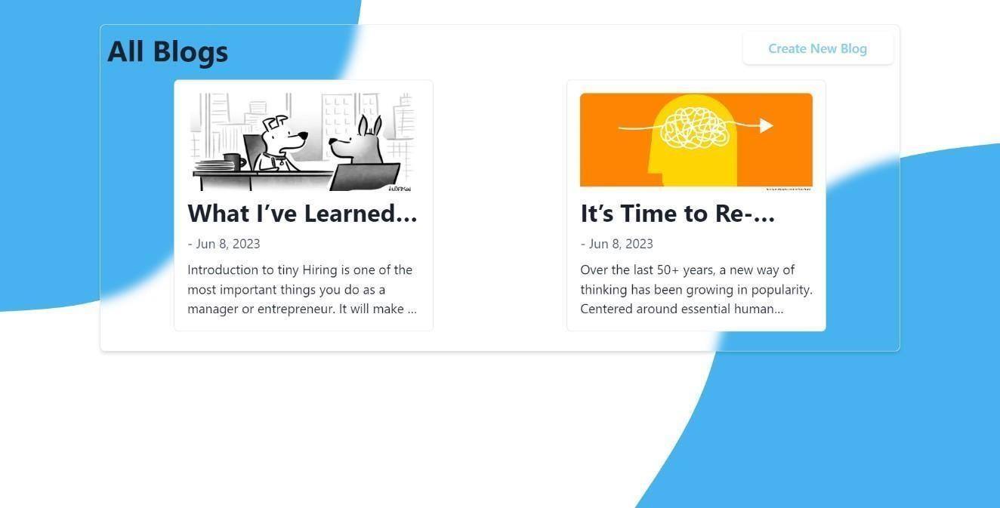 All Blogs
Create New Blog
ANDERSON
What I’ve Learned...
It’s Time to Re-...
- Jun 8, 2023
- Jun 8, 2023
Introduction to tiny Hiring is one of the
most important things you do as a
manager or entrepreneur. It will make ...
Over the last 50+ years, a new way of
thinking has been growing in popularity.
Centered around essential human...